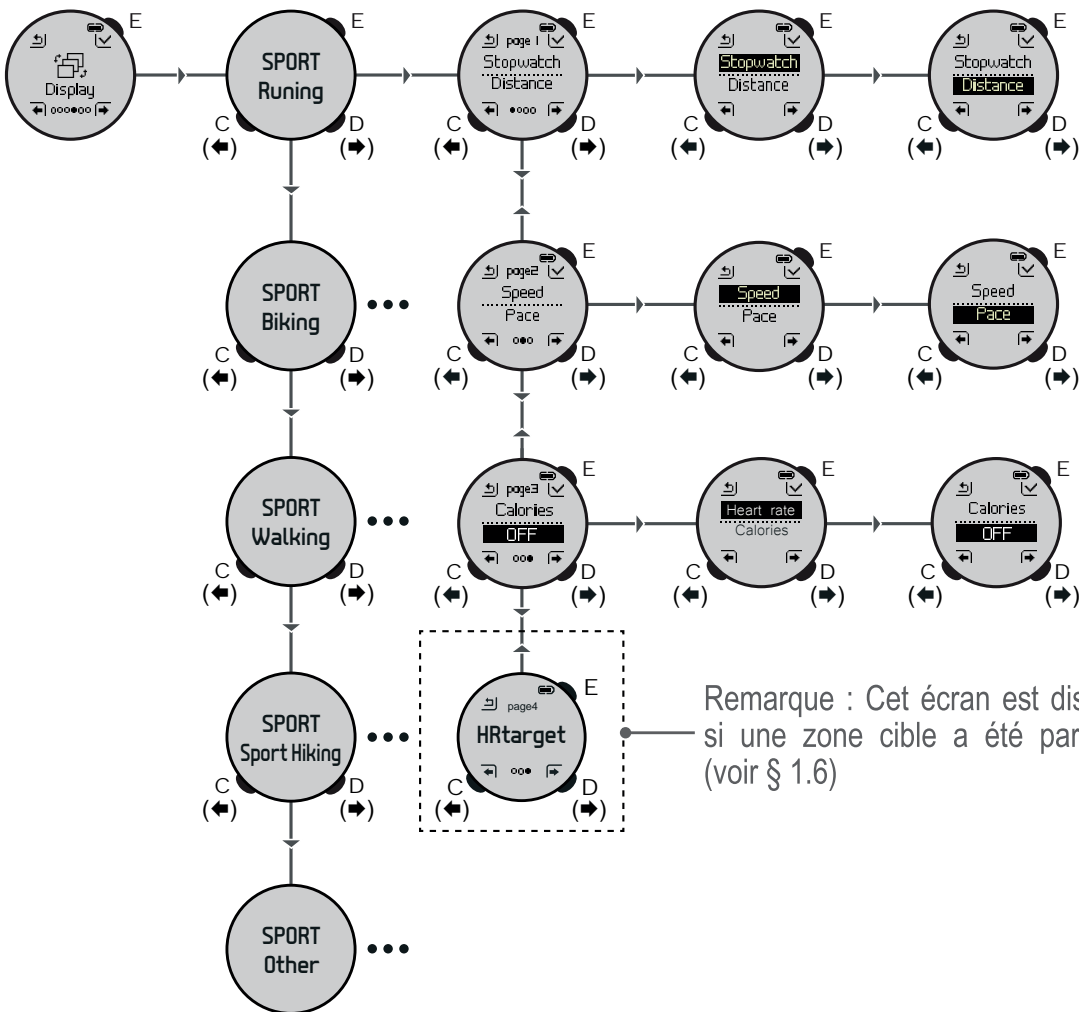 E E E E E
page 1
Display
SPORT
Runing
Stopwatch
Distance
Stopwatch
Distance
Stopwatch
Distance
C D C D C D C D
(←) (→) (←) (→) (←) (→) (←) (→)
E E E
SPORT
Biking
•••
page2
Speed
Pace
Speed
Pace
Speed
Pace
C D C D C D C D
(←) (→) (←) (→) (←) (→) (←) (→)
E E E
SPORT
Walking
•••
page3
Calories
OFF
Heart rate
Calories
Calories
OFF
C D C D C D C D
(←) (→) (←) (→) (←) (→) (←) (→)
E
SPORT
Sport Hiking
•••
page4
HRtarget
C D C D
(←) (→) (←) (→)
Remarque : Cet écran est
si une zone cible a été
(voir § 1.6)
SPORT
Other
•••